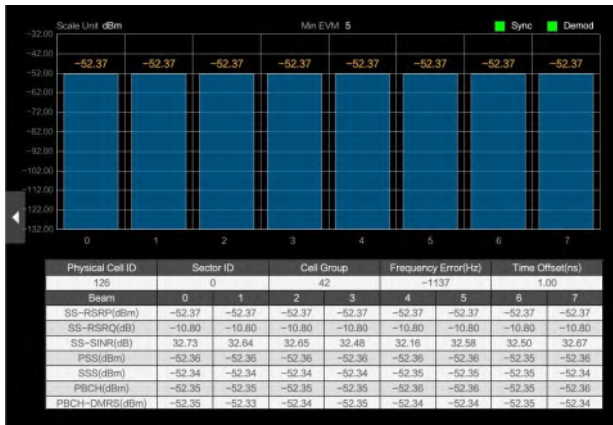 Scale Unit dBm Min EVM 5 Sync Demod
-32.00
-42.00
-52.00
-62.00
-72.00
-82.00
-92.00
-102.00
-112.00
-122.00
-132.00
-52.37 -52.37 -52.37 -52.37 -52.37 -52.37 -52.37 -52.37
0 1 2 3 4 5 6 7
Physical Cell ID Sector ID Cell Group Frequency Error(Hz) Time Offset(ns)
126 0 42 -1137 1.00
Beam 0 1 2 3 4 5 6 7
SS-RSRP(dBm) -52.37 -52.37 -52.37 -52.37 -52.37 -52.37 -52.37 -52.37
SS-RSRQ(dB) -10.80 -10.80 -10.80 -10.80 -10.80 -10.80 -10.80 -10.80
SS-SINR(dB) 32.73 32.64 32.65 32.48 32.16 32.58 32.50 32.67
PSS(dBm) -52.36 -52.36 -52.36 -52.36 -52.36 -52.36 -52.35 -52.36
SSS(dBm) -52.34 -52.34 -52.34 -52.34 -52.35 -52.35 -52.35 -52.34
PBCH(dBm) -52.35 -52.35 -52.35 -52.35 -52.35 -52.35 -52.35 -52.36
PBCH-DMRS(dBm) -52.35 -52.33 -52.34 -52.35 -52.34 -52.34 -52.35 -52.34